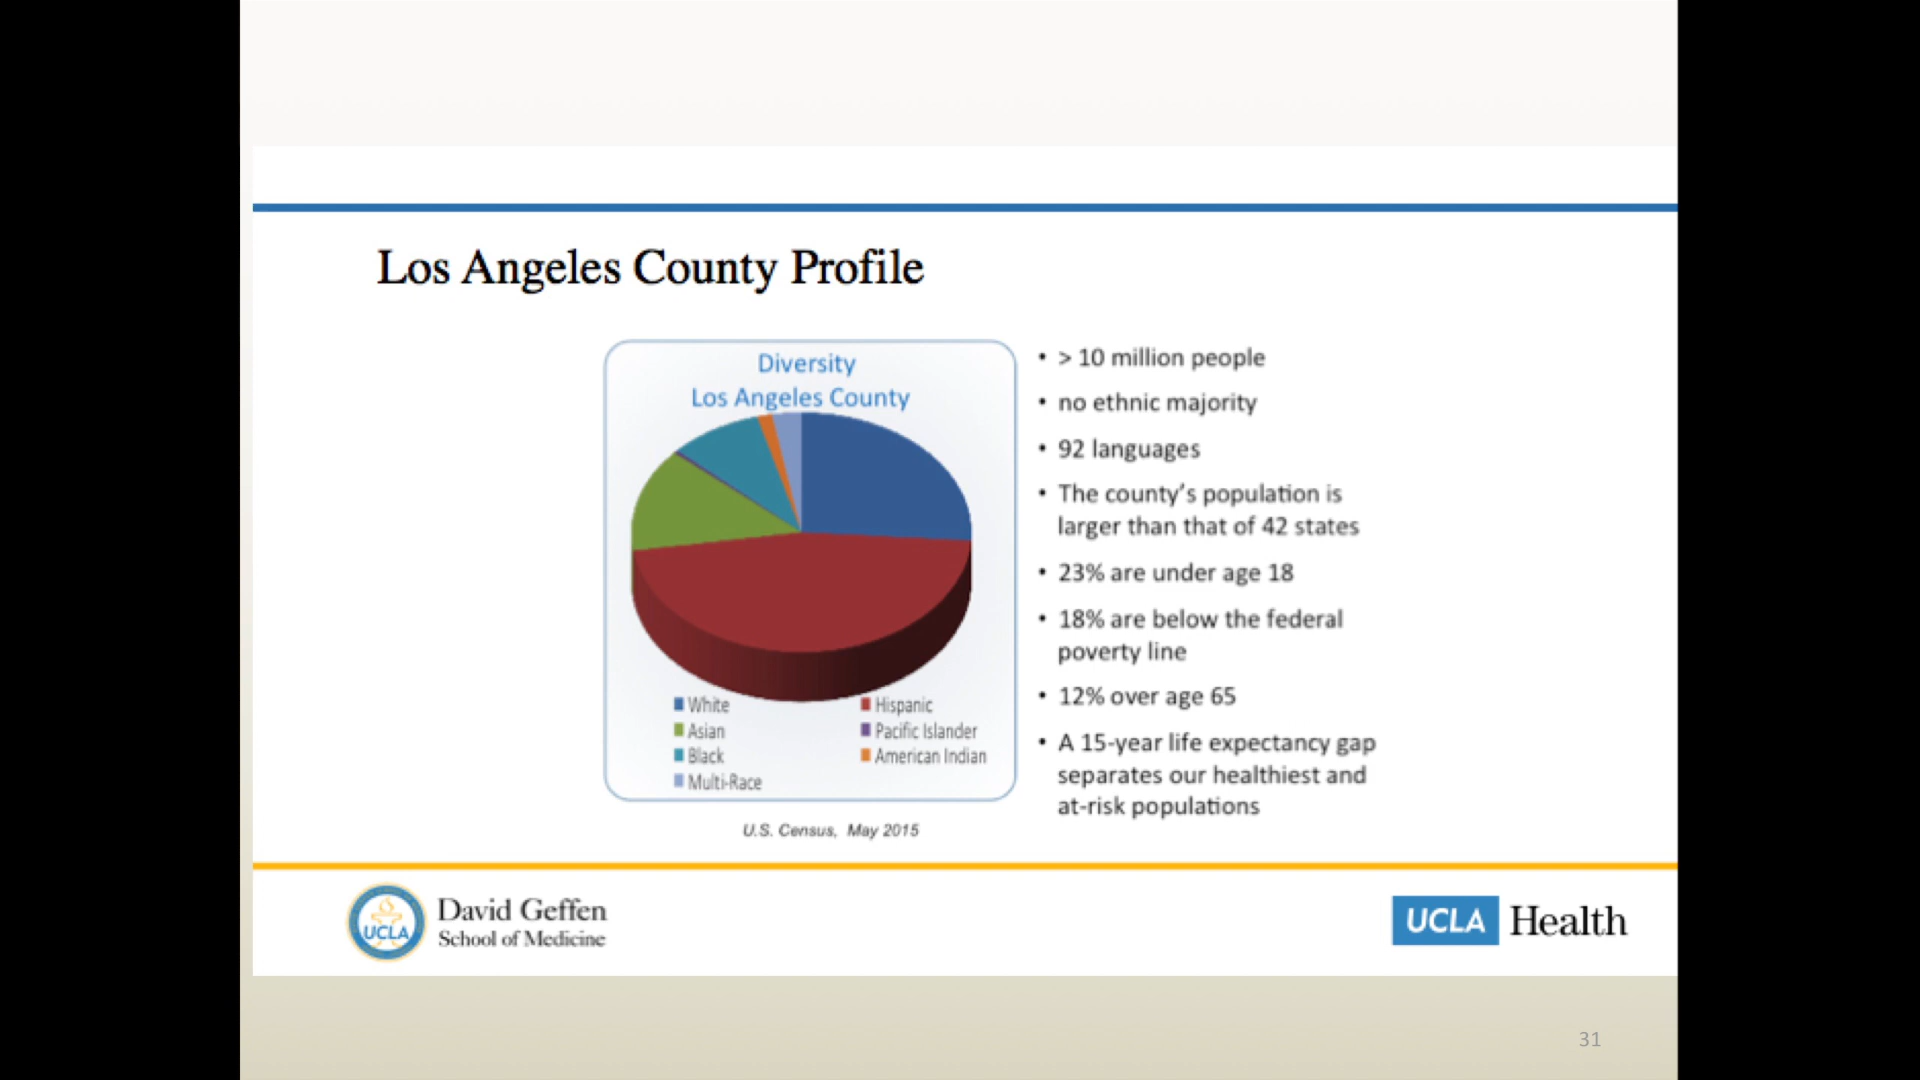 Los Angeles County Profile
Diversity
Los Angeles County
White
Hispanic
Asian
Pacific Islander
Black
American Indian
Multi-Race
U.S. Census, May 2015
• > 10 million people
• no ethnic majority
• 92 languages
• The county’s population is
larger than that of 42 states
• 23% are under age 18
• 18% are below the federal
poverty line
• 12% over age 65
• A 15-year life expectancy gap
separates our healthiest and
at-risk populations
UCLA
David Geffen
School of Medicine
UCLA Health
31